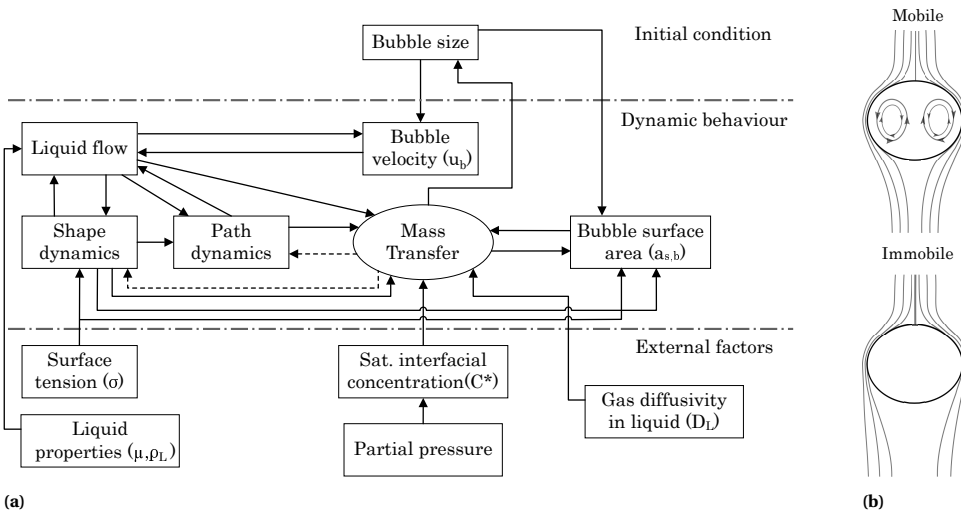 Bubble size
Initial condition
Dynamic behaviour
Liquid flow
Bubble
velocity (u_b)
Shape
dynamics
Path
dynamics
Mass
Transfer
Bubble surface
area (a_s,b)
External factors
Surface
tension (σ)
Sat. interfacial
concentration(C*)
Gas diffusivity
in liquid (D_L)
Liquid
properties (μ,ρ_L)
Partial pressure
(a)
Mobile
Immobile
(b)